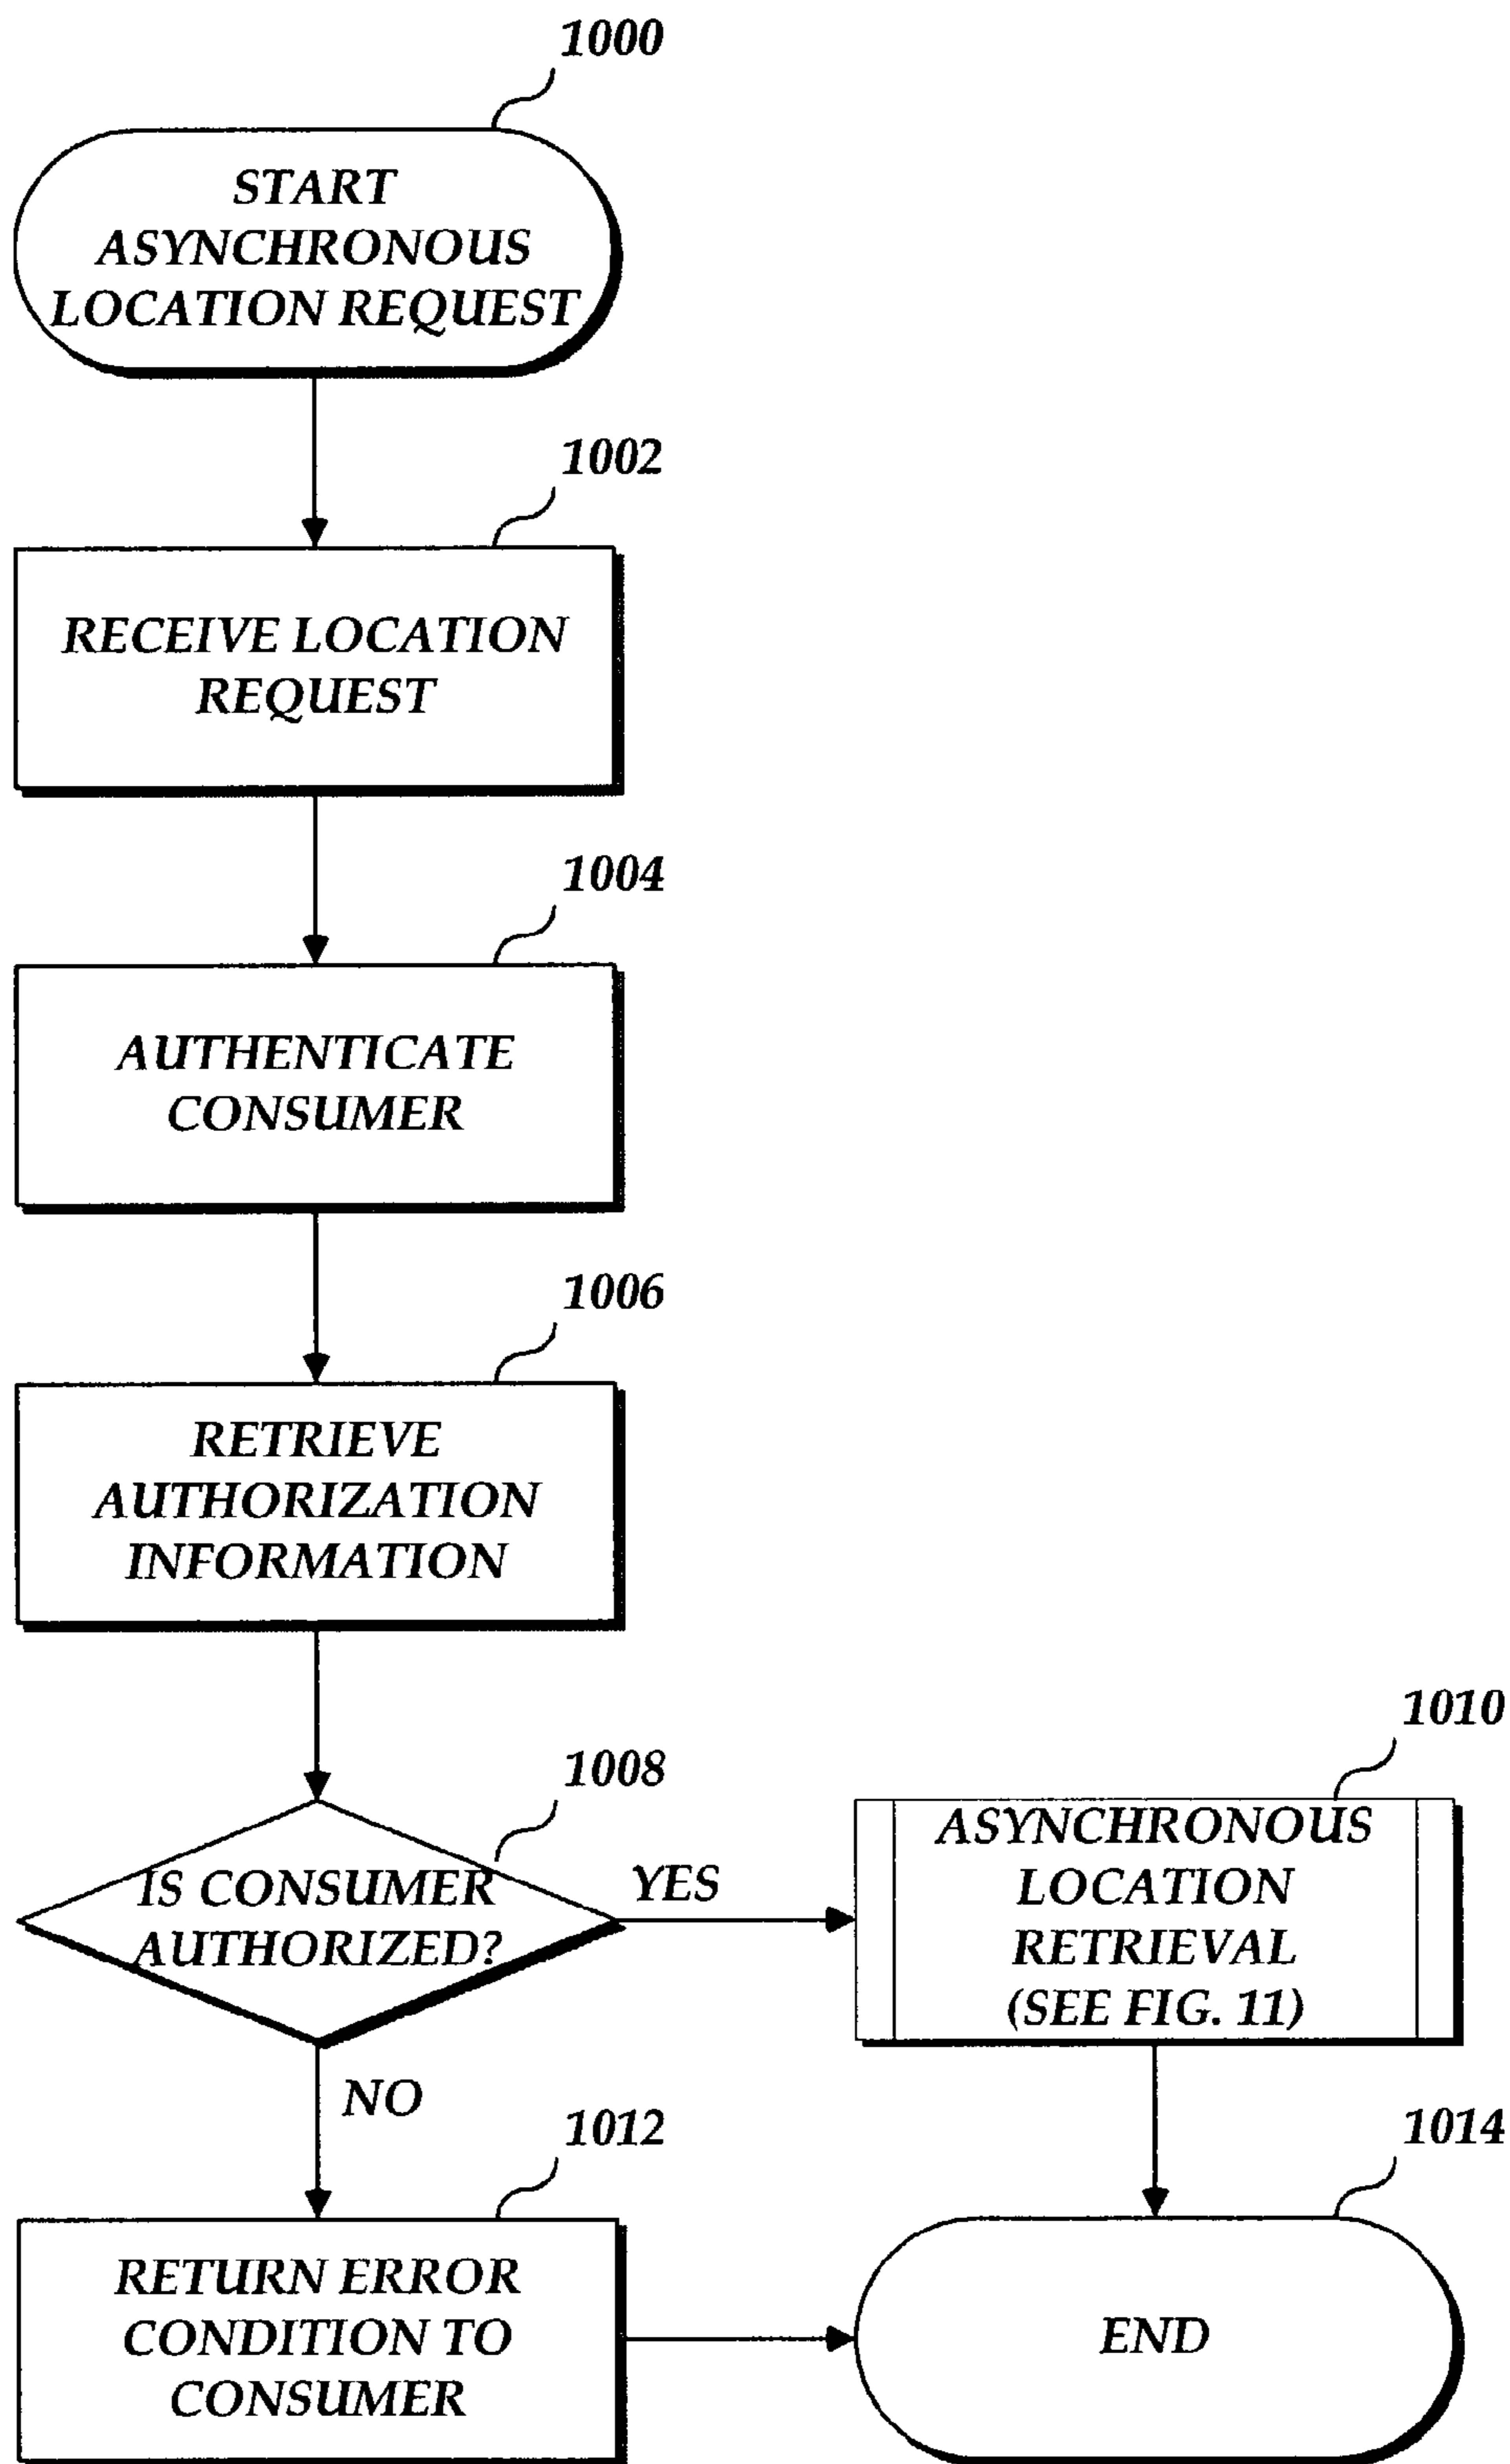 1000
START
ASYNCHRONOUS
LOCATION REQUEST
1002
RECEIVE LOCATION
REQUEST
1004
AUTHENTICATE
CONSUMER
1006
RETRIEVE
AUTHORIZATION
INFORMATION
1008
IS CONSUMER
AUTHORIZED?
YES
1010
ASYNCHRONOUS
LOCATION
RETRIEVAL
(SEE FIG. 11)
NO
1012
RETURN ERROR
CONDITION TO
CONSUMER
1014
END